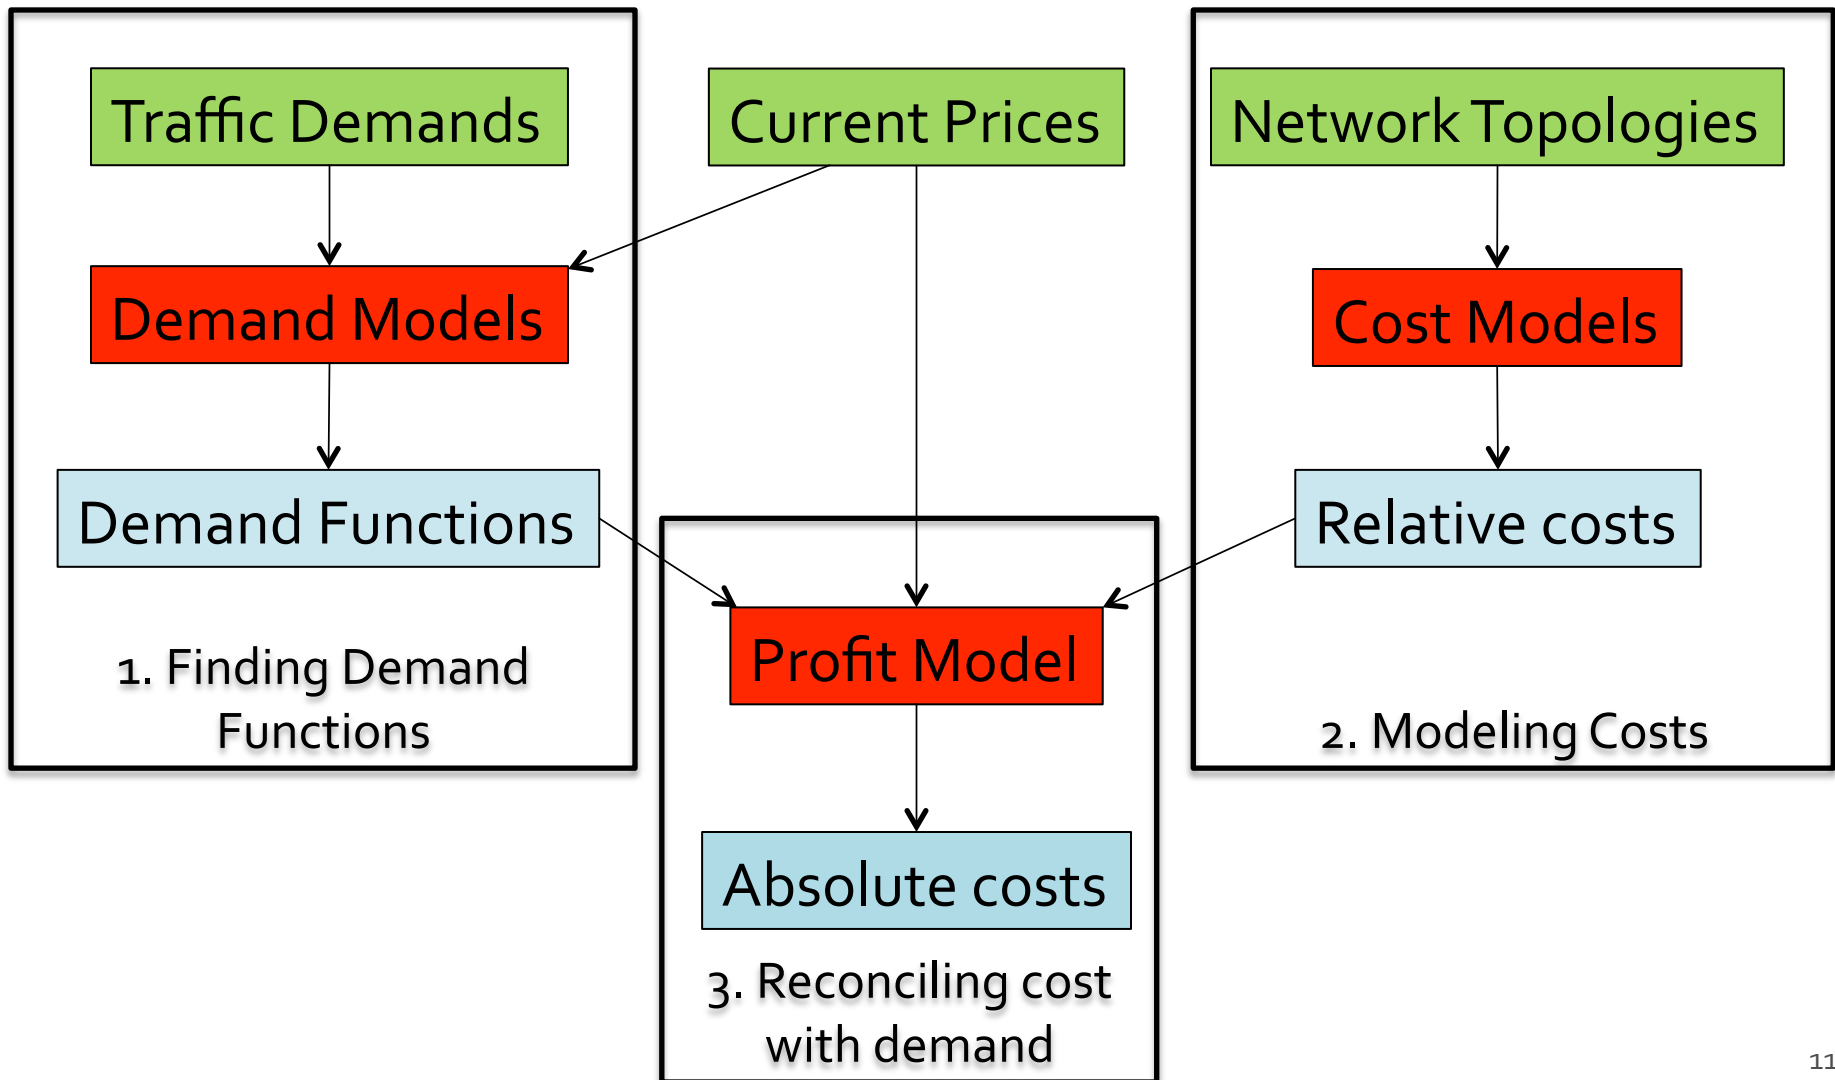 Traffic Demands
Current Prices
Network Topologies
Demand Models
Cost Models
Demand Functions
Relative costs
1. Finding Demand
Functions
Profit Model
2. Modeling Costs
Absolute costs
3. Reconciling cost
with demand
11